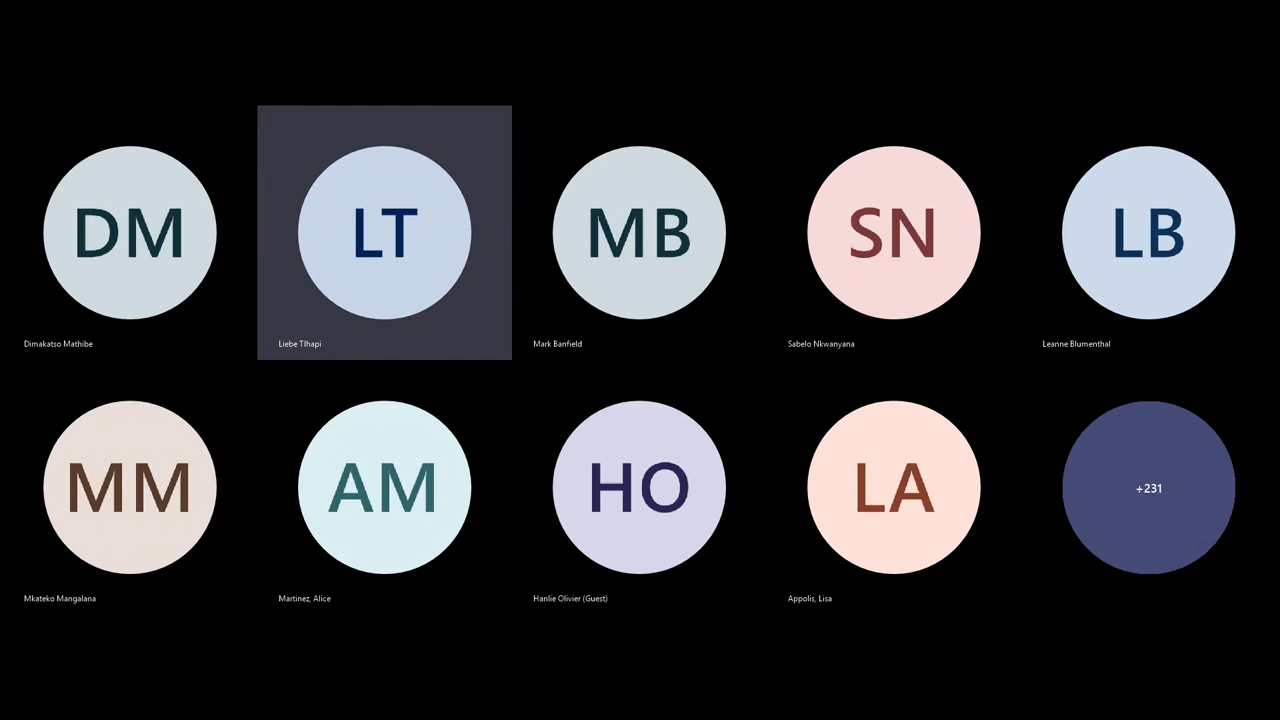 DM
LT
MB
SN
LB
Dimakatso Mathibe
Liebe Tlhapi
Mark Banfield
Sabelo Nkwanyana
Leanne Blumenthal
MM
AM
HO
LA
+231
Mkateko Mangalana
Martinez, Alice
Hanlie Olivier (Guest)
Appolis, Lisa